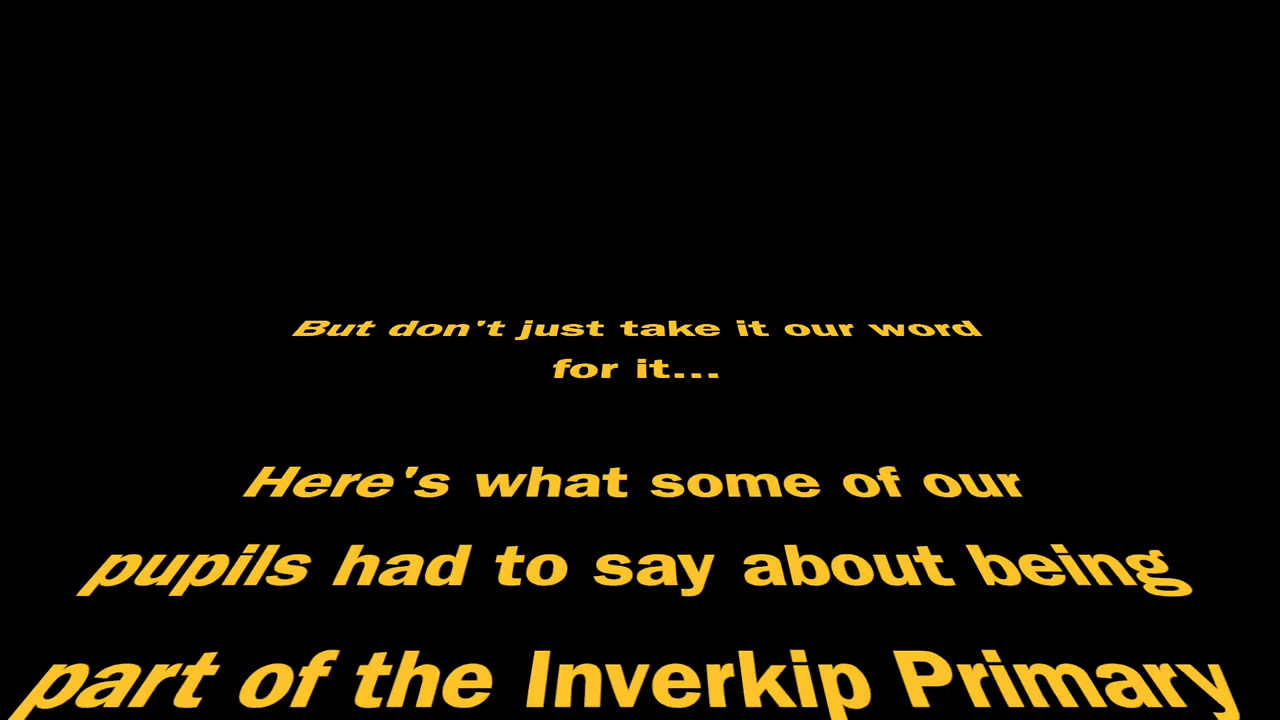 But don't just take it our word
for it...
Here's what some of our
pupils had to say about being
part of the Inverkip Primary